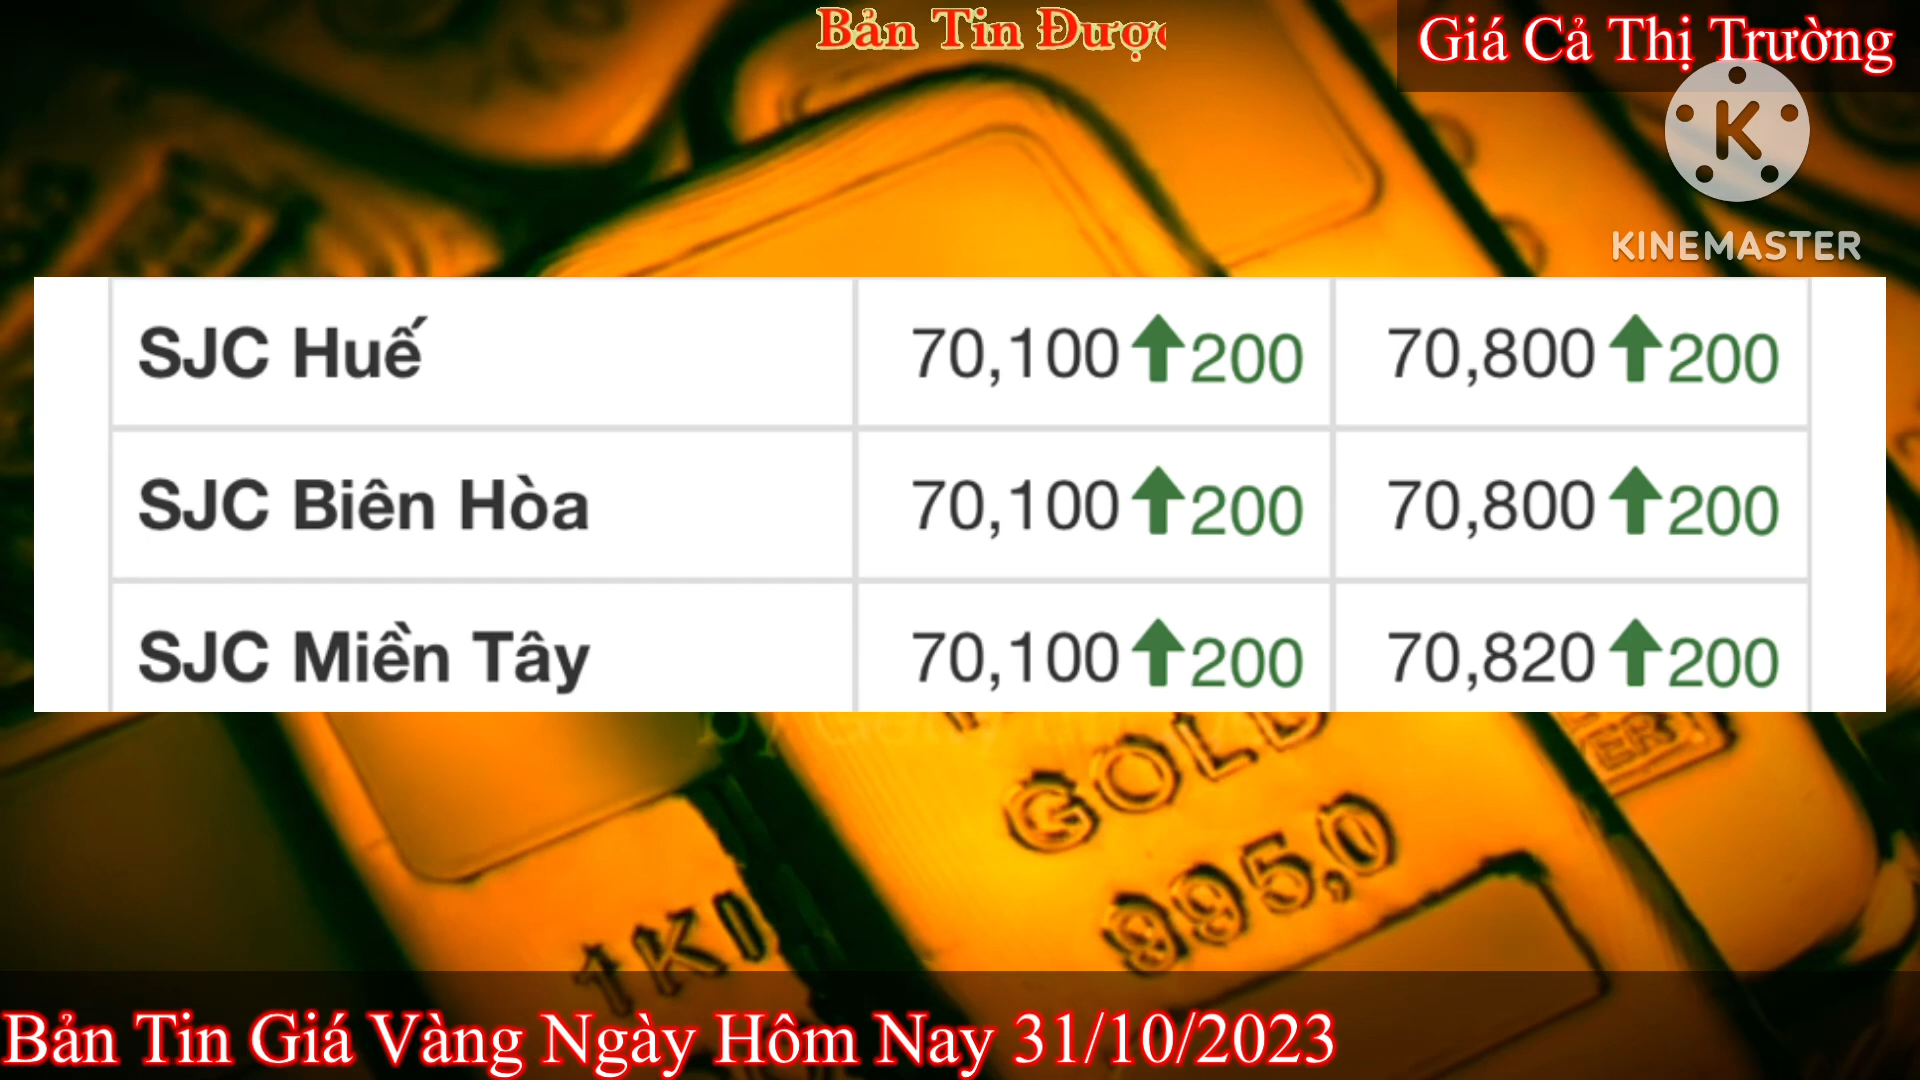 Bản Tin Đượ
Giá Cả Thị Trường
K
KINEMASTER
SJC Huế 70,100 200 70,800 200
SJC Biên Hòa 70,100 200 70,800 200
SJC Miền Tây 70,100 200 70,820 200
GOLD
995,0
1KI
Bản Tin Giá Vàng Ngày Hôm Nay 31/10/2023